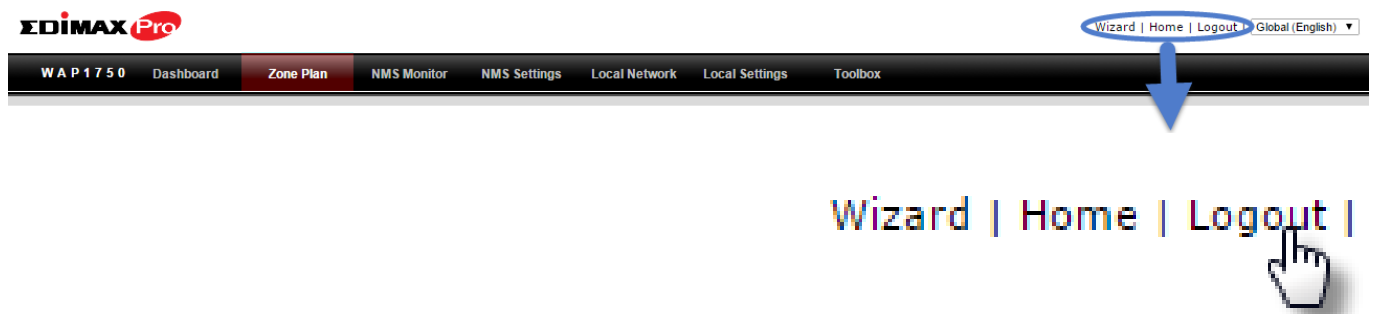 EDIMAX Pro
Wizard | Home | Logout | Global (English) ▼
WAP1750 Dashboard Zone Plan NMS Monitor NMS Settings Local Network Local Settings Toolbox
Wizard | Home | Logout |